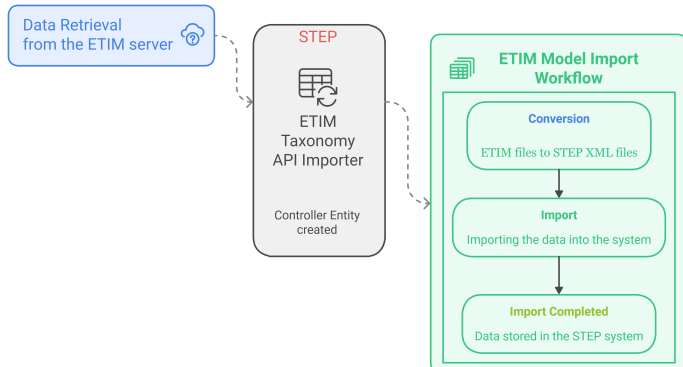 Data Retrieval
from the ETIM server
STEP
ETIM
Taxonomy
API Importer
Controller Entity
created
ETIM Model Import
Workflow
Conversion
ETIM files to STEP XML files
Import
Importing the data into the system
Import Completed
Data stored in the STEP system